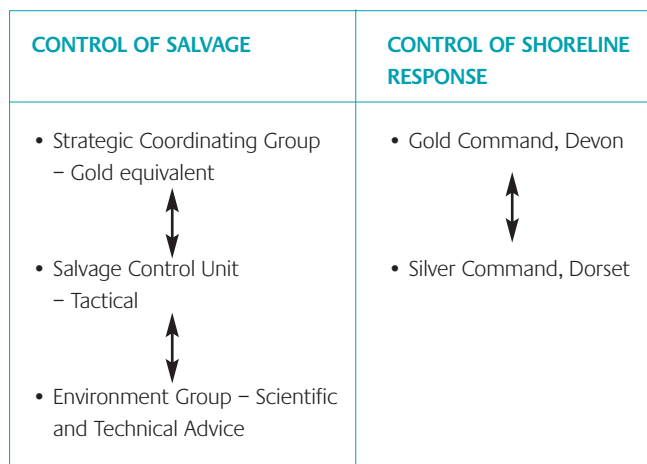 CONTROL OF SALVAGE
• Strategic Coordinating Group
– Gold equivalent
• Salvage Control Unit
– Tactical
• Environment Group – Scientific
and Technical Advice
CONTROL OF SHORELINE
RESPONSE
• Gold Command, Devon
• Silver Command, Dorset